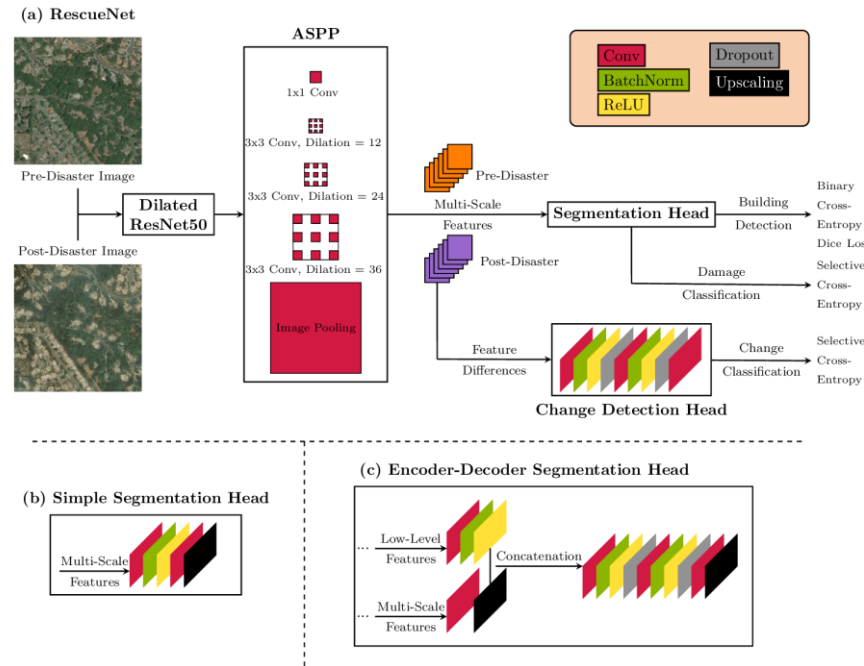 (a) RescueNet
Pre-Disaster Image
Post-Disaster Image
Dilated
ResNet50
ASPP
1x1 Conv
3x3 Conv, Dilation = 12
3x3 Conv, Dilation = 24
3x3 Conv, Dilation = 36
Image Pooling
Conv
BatchNorm
ReLU
Dropout
Upscaling
Pre-Disaster
Multi-Scale
Features
Post-Disaster
Segmentation Head
Building
Detection
Binary
Cross-
Entropy
Dice Los
Damage
Classification
Selective
Cross-
Entropy
Feature
Differences
Change Detection Head
Change
Classification
Selective
Cross-
Entropy
(b) Simple Segmentation Head
Multi-Scale
Features
(c) Encoder-Decoder Segmentation Head
... Low-Level
Features
... Multi-Scale
Features
Concatenation